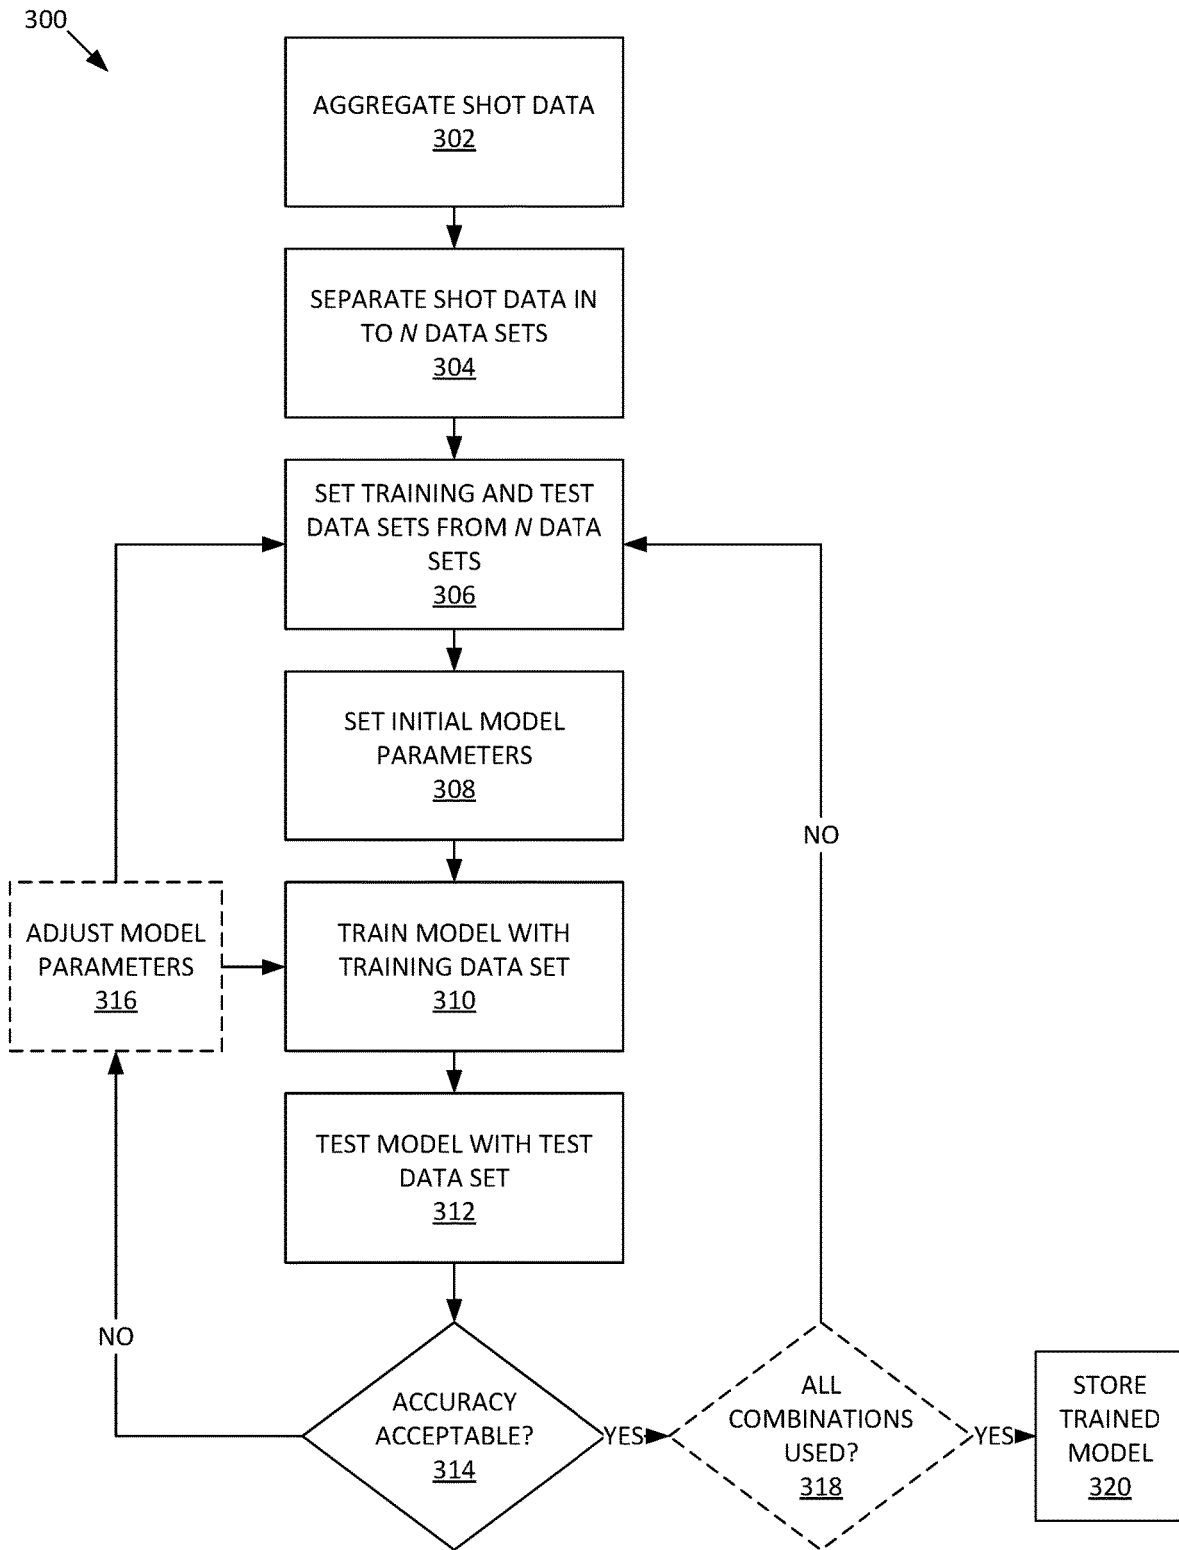 300
AGGREGATE SHOT DATA
302
SEPARATE SHOT DATA IN
TO N DATA SETS
304
SET TRAINING AND TEST
DATA SETS FROM N DATA
SETS
306
SET INITIAL MODEL
PARAMETERS
308
NO
ADJUST MODEL
PARAMETERS
316
TRAIN MODEL WITH
TRAINING DATA SET
310
TEST MODEL WITH TEST
DATA SET
312
NO
ACCURACY
ACCEPTABLE?
314
YES
ALL
COMBINATIONS
USED?
318
YES
STORE
TRAINED
MODEL
320